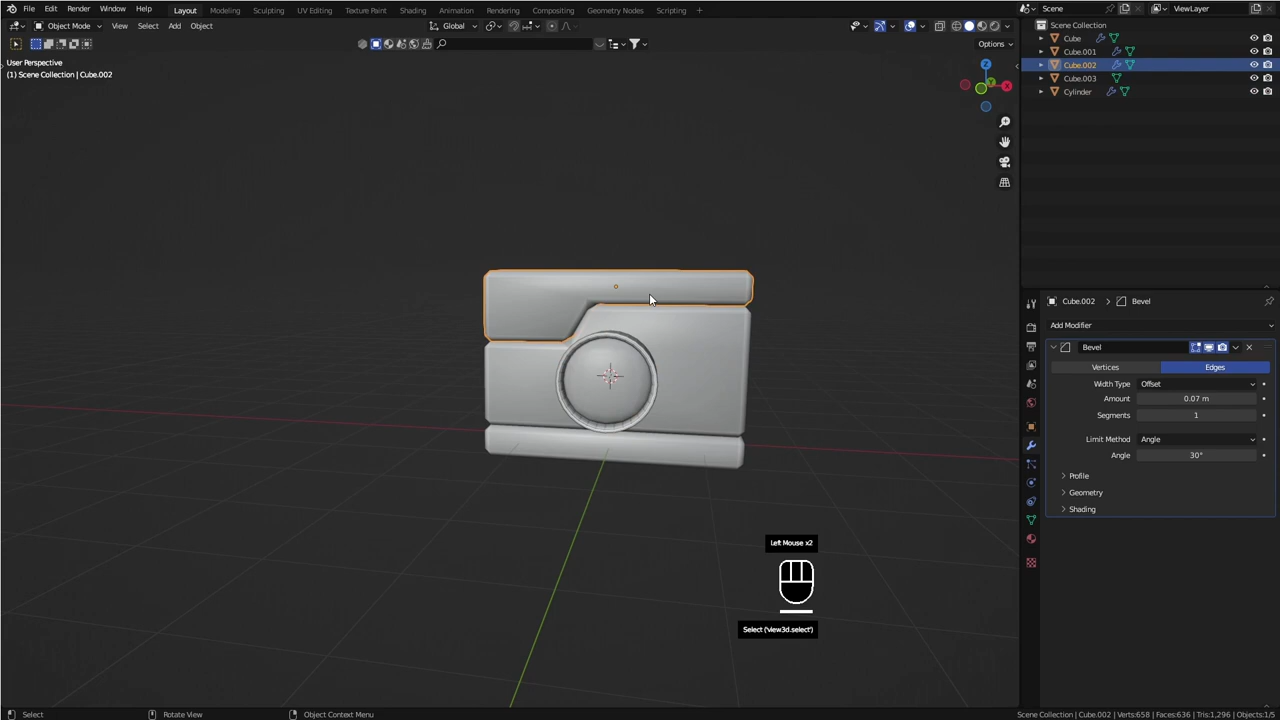 File Edit Render Window Help Layout Modeling Sculpting UV Editing Texture Paint Shading Animation Rendering Compositing Geometry Nodes Scripting Scene ViewLayer
Object Mode View Select Add Object Global
Options
User Perspective
(1) Scene Collection | Cube.002
Z
Y
X
Scene Collection
Cube
Cube.001
Cube.002
Cube.003
Cylinder
Cube.002 > Bevel
Add Modifier
Bevel
Vertices Edges
Width Type Offset
Amount 0.07 m
Segments 1
Limit Method Angle
Angle 30°
Profile
Geometry
Shading
Left Mouse x2
Select ('view3d.select')
Select Rotate View Object Context Menu Scene Collection | Cube.002 | Verts:658 | Faces:636 | Tris:1,296 | Objects:1/5